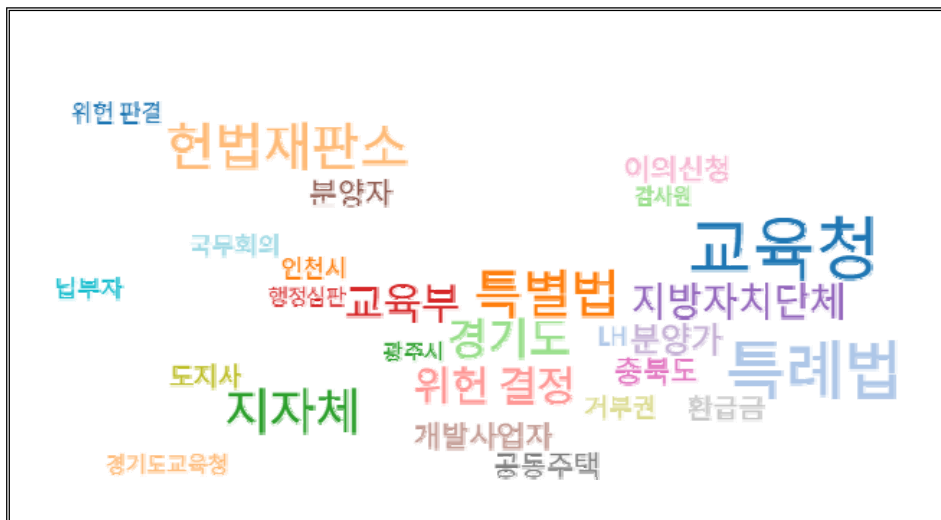 위헌 판결
헌법재판소
분양자
이의신청
감사원
교육청
국무회의
인천시
납부자
행정심판
교육부
특별법
지방자치단체
광주시
경기도
LH
분양가
도지사
충북도
특례법
지자체
위헌 결정
거부권
환급금
개발사업자
경기도교육청
공동주택